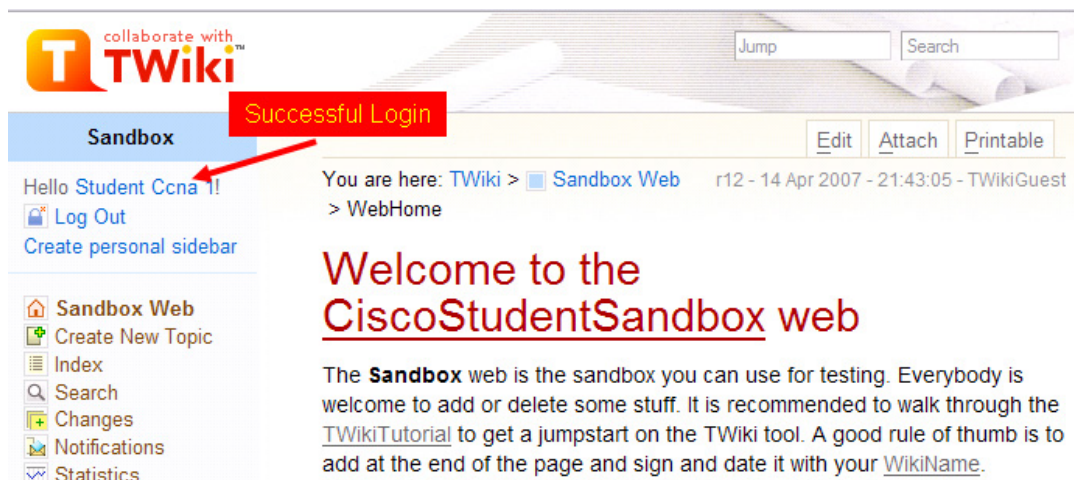 collaborate with
TWiki™
Jump
Search
Successful Login
Sandbox
Edit
Attach
Printable
Hello Student Ccna 1!
Log Out
Create personal sidebar
You are here: TWiki > Sandbox Web
> WebHome
r12 - 14 Apr 2007 - 21:43:05 - TWikiGuest
Sandbox Web
Create New Topic
Index
Search
Changes
Notifications
Statistics
Welcome to the
CiscoStudentSandbox web
The Sandbox web is the sandbox you can use for testing. Everybody is
welcome to add or delete some stuff. It is recommended to walk through the
TWikiTutorial to get a jumpstart on the TWiki tool. A good rule of thumb is to
add at the end of the page and sign and date it with your WikiName.